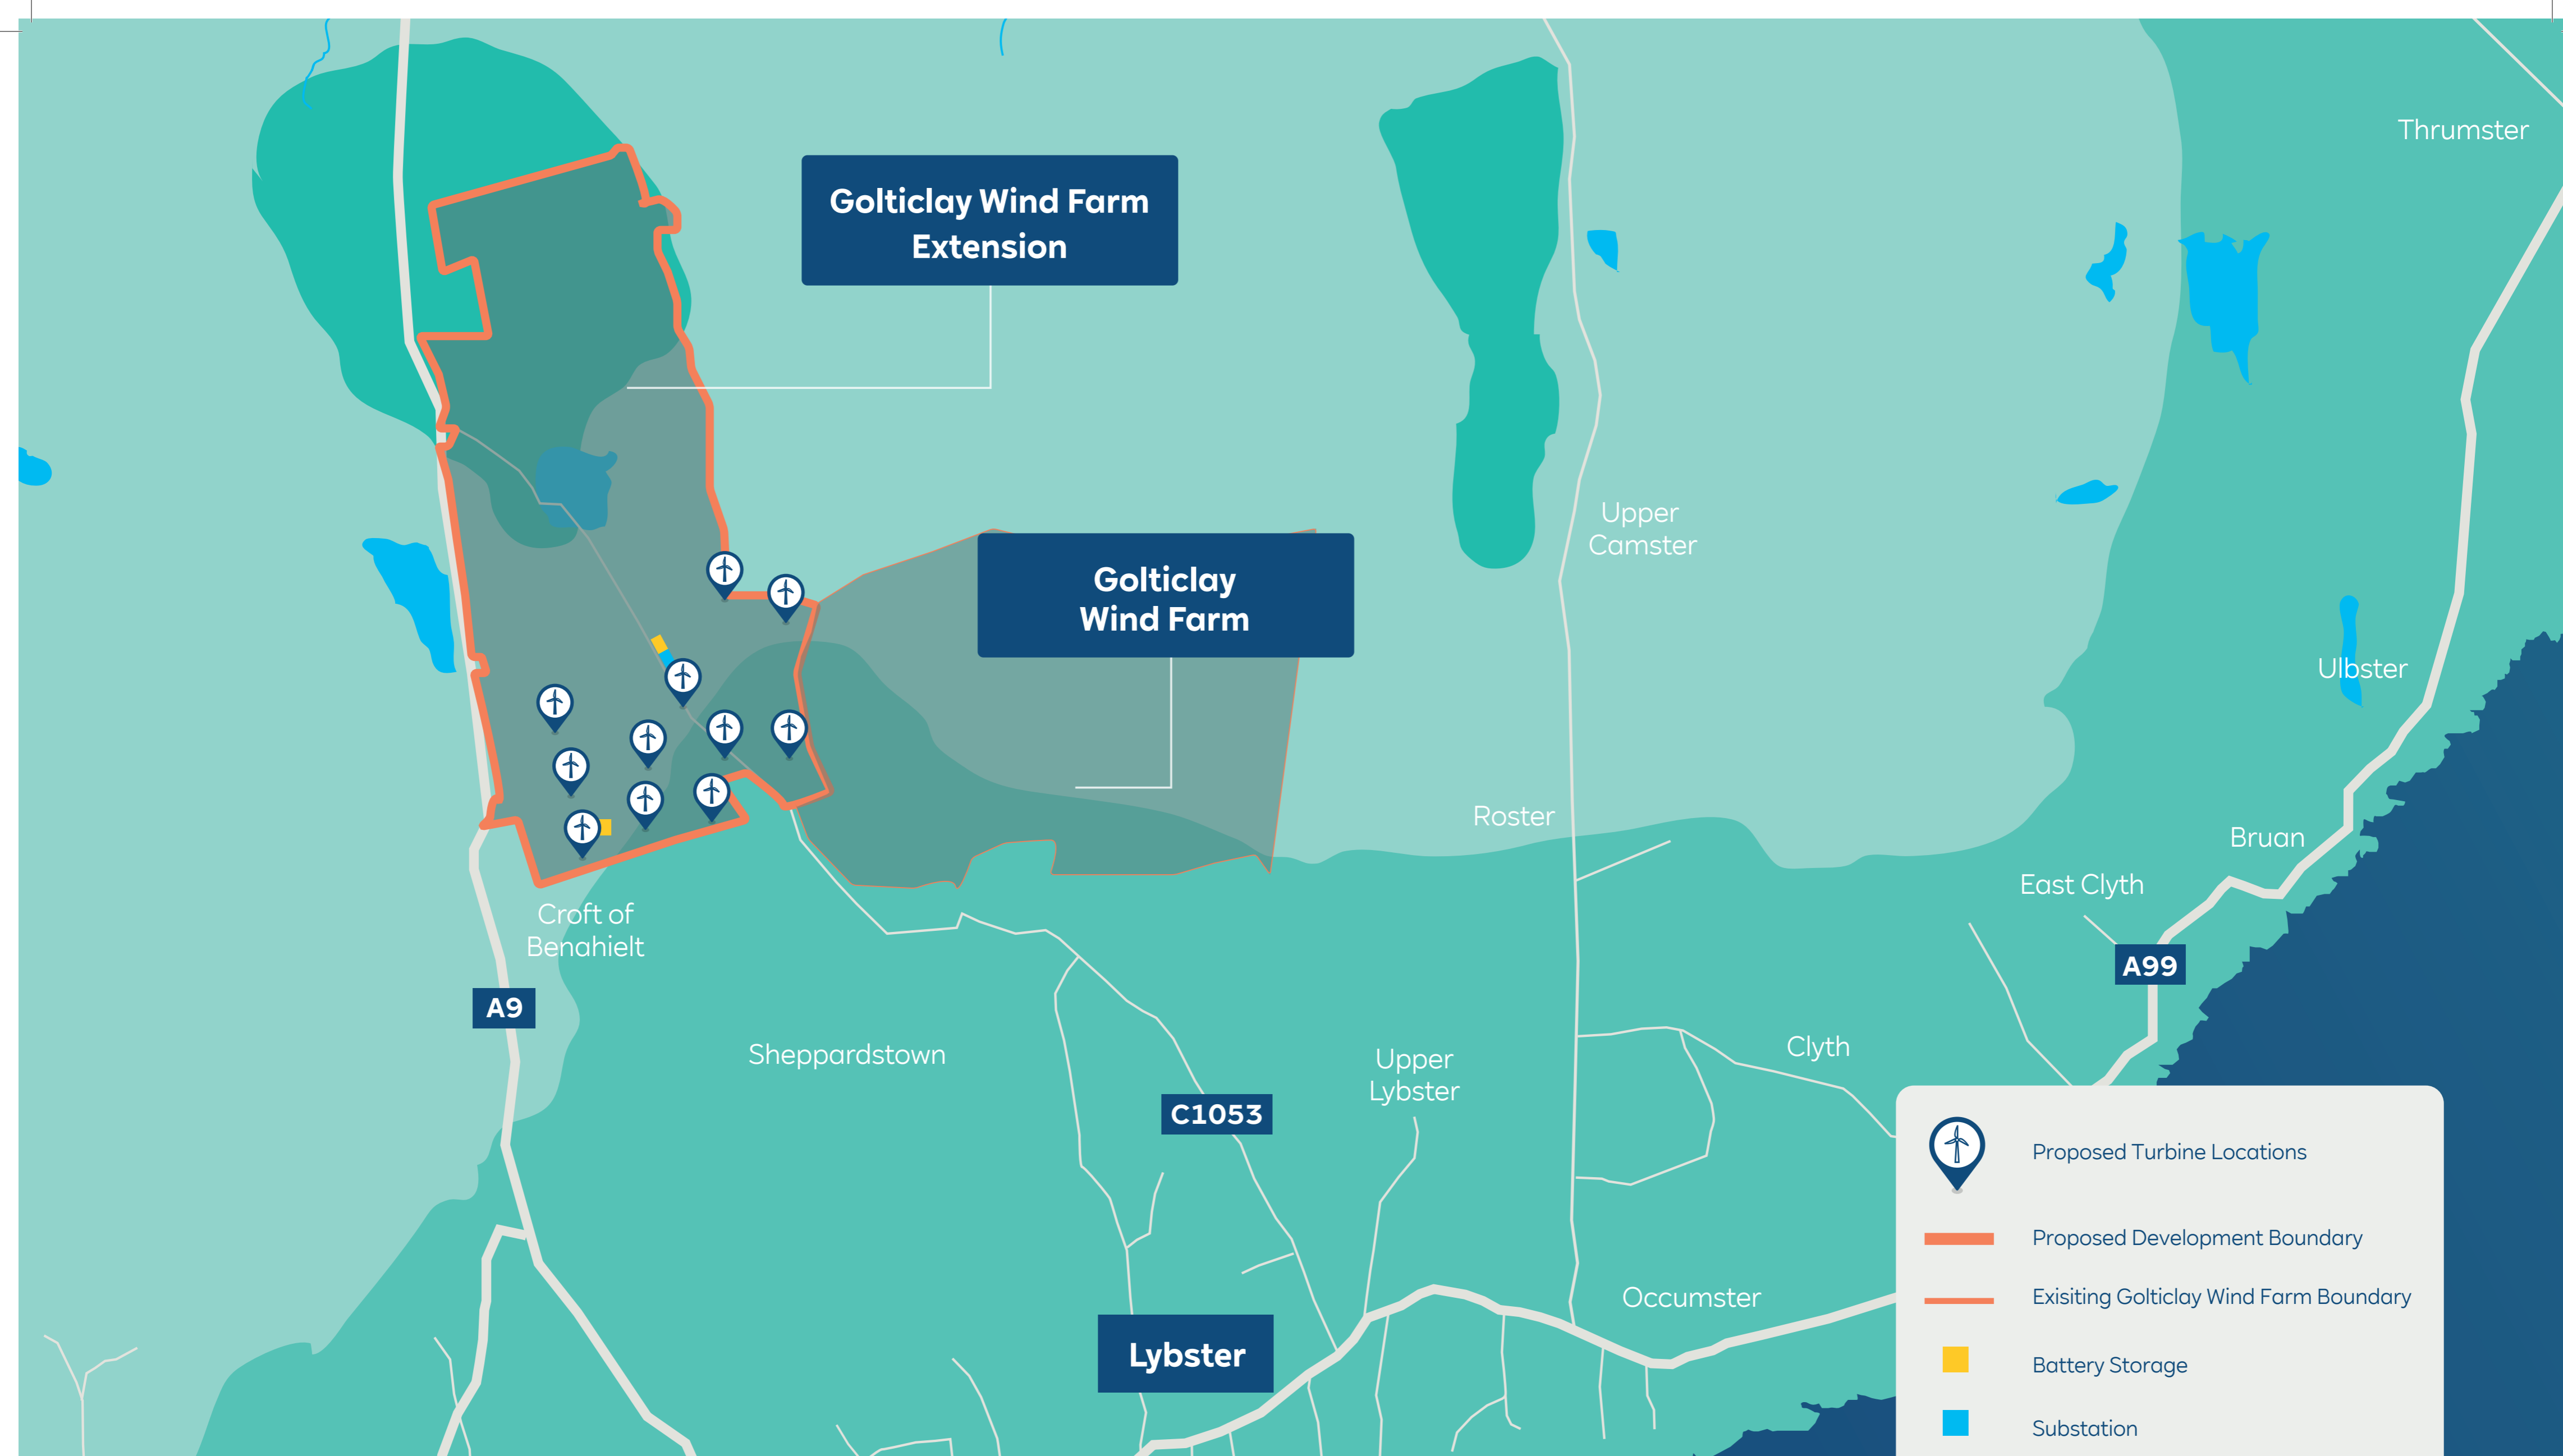 Thrumster
Golticlay Wind Farm
Extension
Upper
Camster
Golticlay
Wind Farm
Ulbster
Roster
Bruan
East Clyth
Croft of
Benahielt
A99
A9
Sheppardstown
Clyth
Upper
Lybster
C1053
Proposed Turbine Locations
Proposed Development Boundary
Exisiting Golticlay Wind Farm Boundary
Occumster
Lybster
Battery Storage
Substation